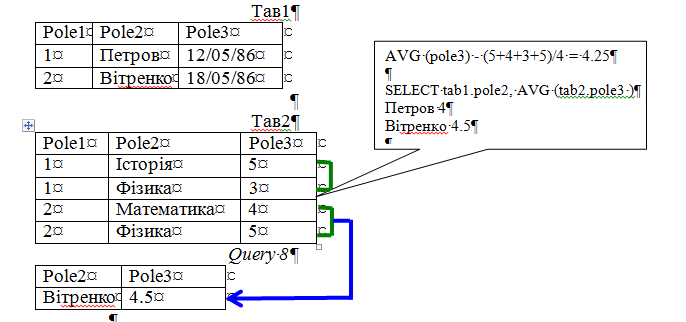 Тав1¶
Pole1¤ Pole2¤ Pole3¤ ¤
1¤ Петров¤ 12/05/86¤ ¤
2¤ Вітренко¤ 18/05/86¤ ¤
¶
Тав2¶
Pole1¤ Pole2¤ Pole3¤ ¤
1¤ Історія¤ 5¤ ¤
1¤ Фізика¤ 3¤ ¤
2¤ Математика¤ 4¤ ¤
2¤ Фізика¤ 5¤ ¤
Query·8¶
Pole2¤ Pole3¤ ¤
Вітренко¤ 4.5¤
¶
AVG·(pole3)·-·(5+4+3+5)/4·=·4.25¶
¶
SELECT·tab1.pole2,·AVG·(tab2.pole3·)¶
Петров·4¶
Вітренко·4.5¶
¶